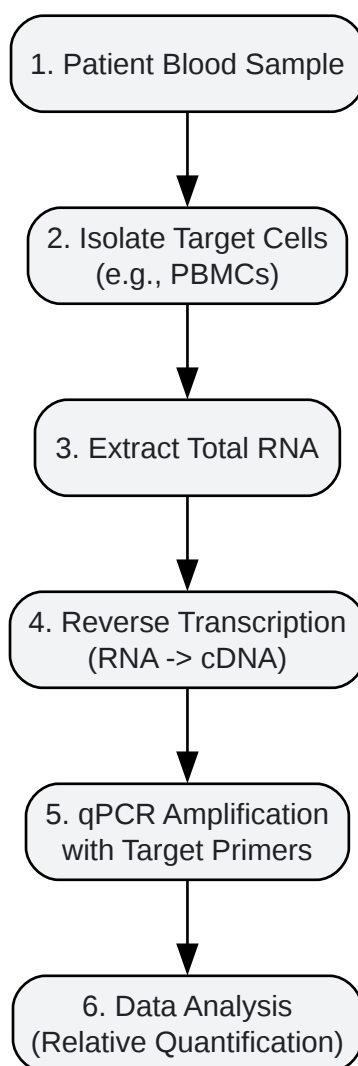 1. Patient Blood Sample
2. Isolate Target Cells
(e.g., PBMCs)
3. Extract Total RNA
4. Reverse Transcription
(RNA -> cDNA)
5. qPCR Amplification
with Target Primers
6. Data Analysis
(Relative Quantification)